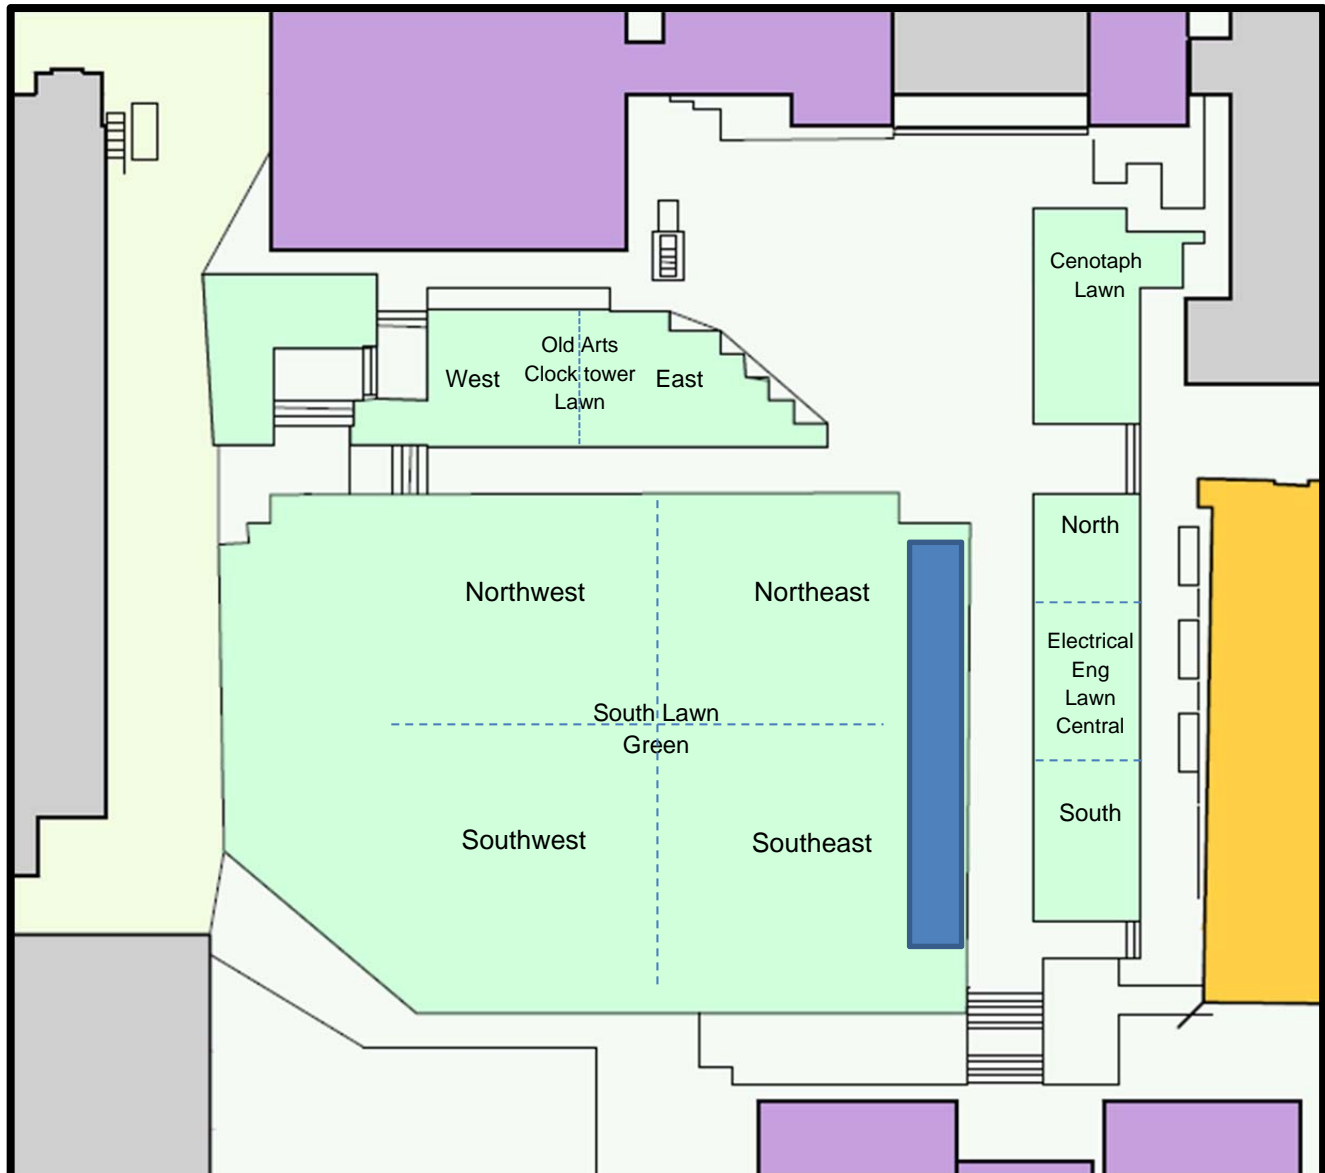 Cenotaph
Lawn
Old Arts
West Clock tower East
Lawn
North
Northwest Northeast
Electrical
Eng
Lawn
Central
South Lawn
Green
South
Southwest Southeast